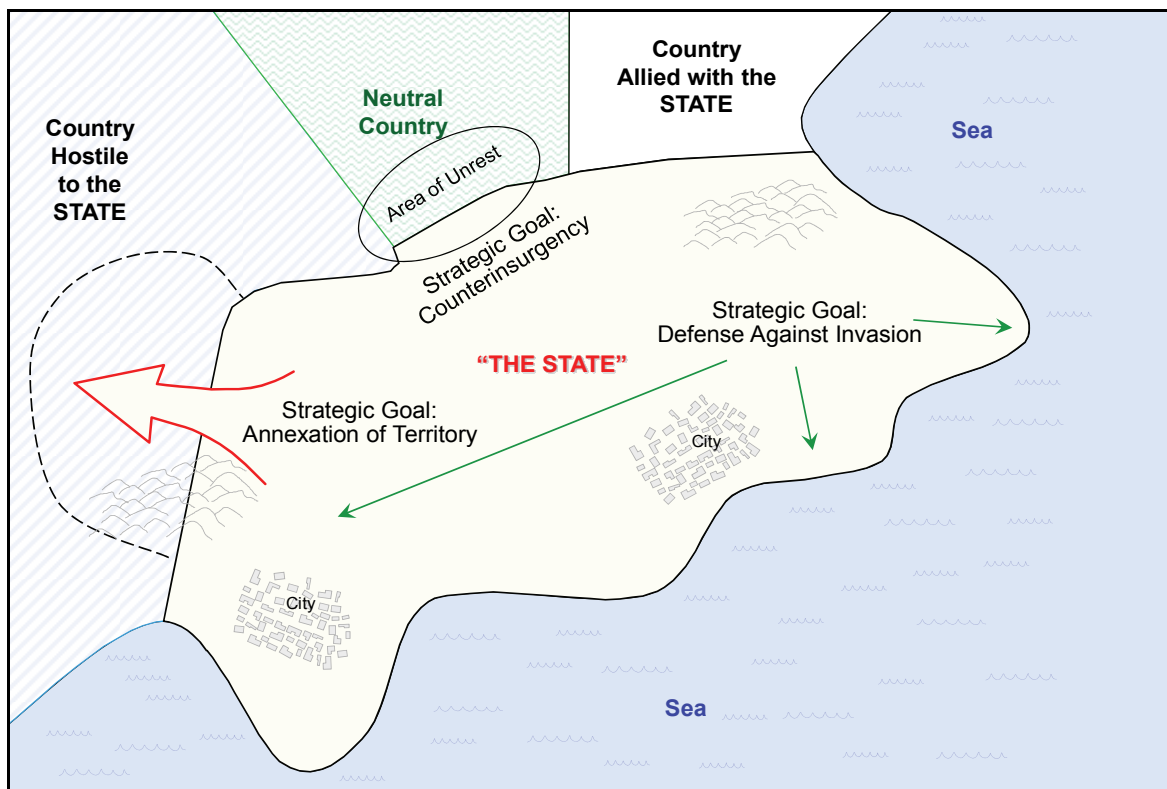 Country
Allied with the
STATE
Neutral
Country
Sea
Country
Hostile
to the
STATE
Area of Unrest
Strategic Goal:
Counterinsurgency
Strategic Goal:
Defense Against Invasion
“THE STATE”
Strategic Goal:
Annexation of Territory
City
City
Sea